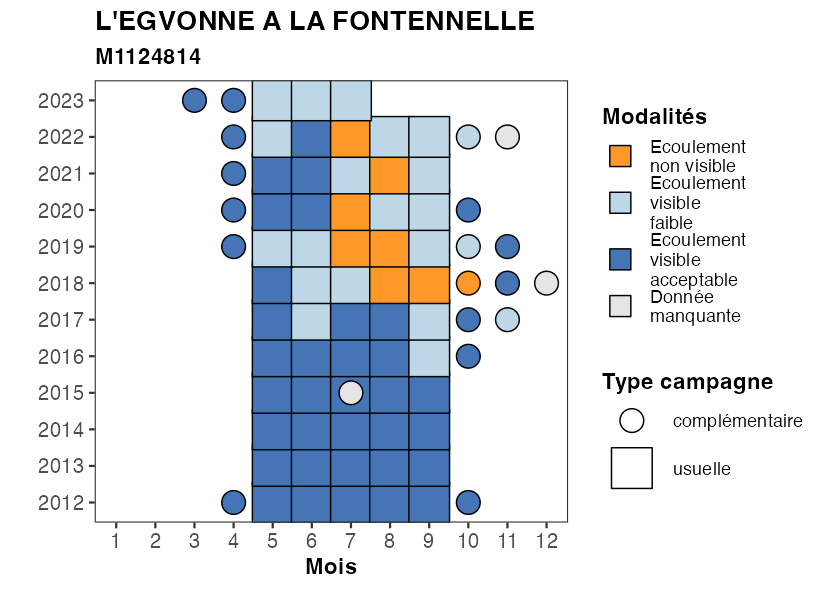 L'EGVONNE A LA FONTENNELLE
M1124814
2023
2022
2021
2020
2019
2018
2017
2016
2015
2014
2013
2012
1 2 3 4 5 6 7 8 9 10 11 12
Mois
Modalités
Ecoulement
non visible
Ecoulement
visible
faible
Ecoulement
visible
acceptable
Donnée
manquante
Type campagne
complémentaire
usuelle